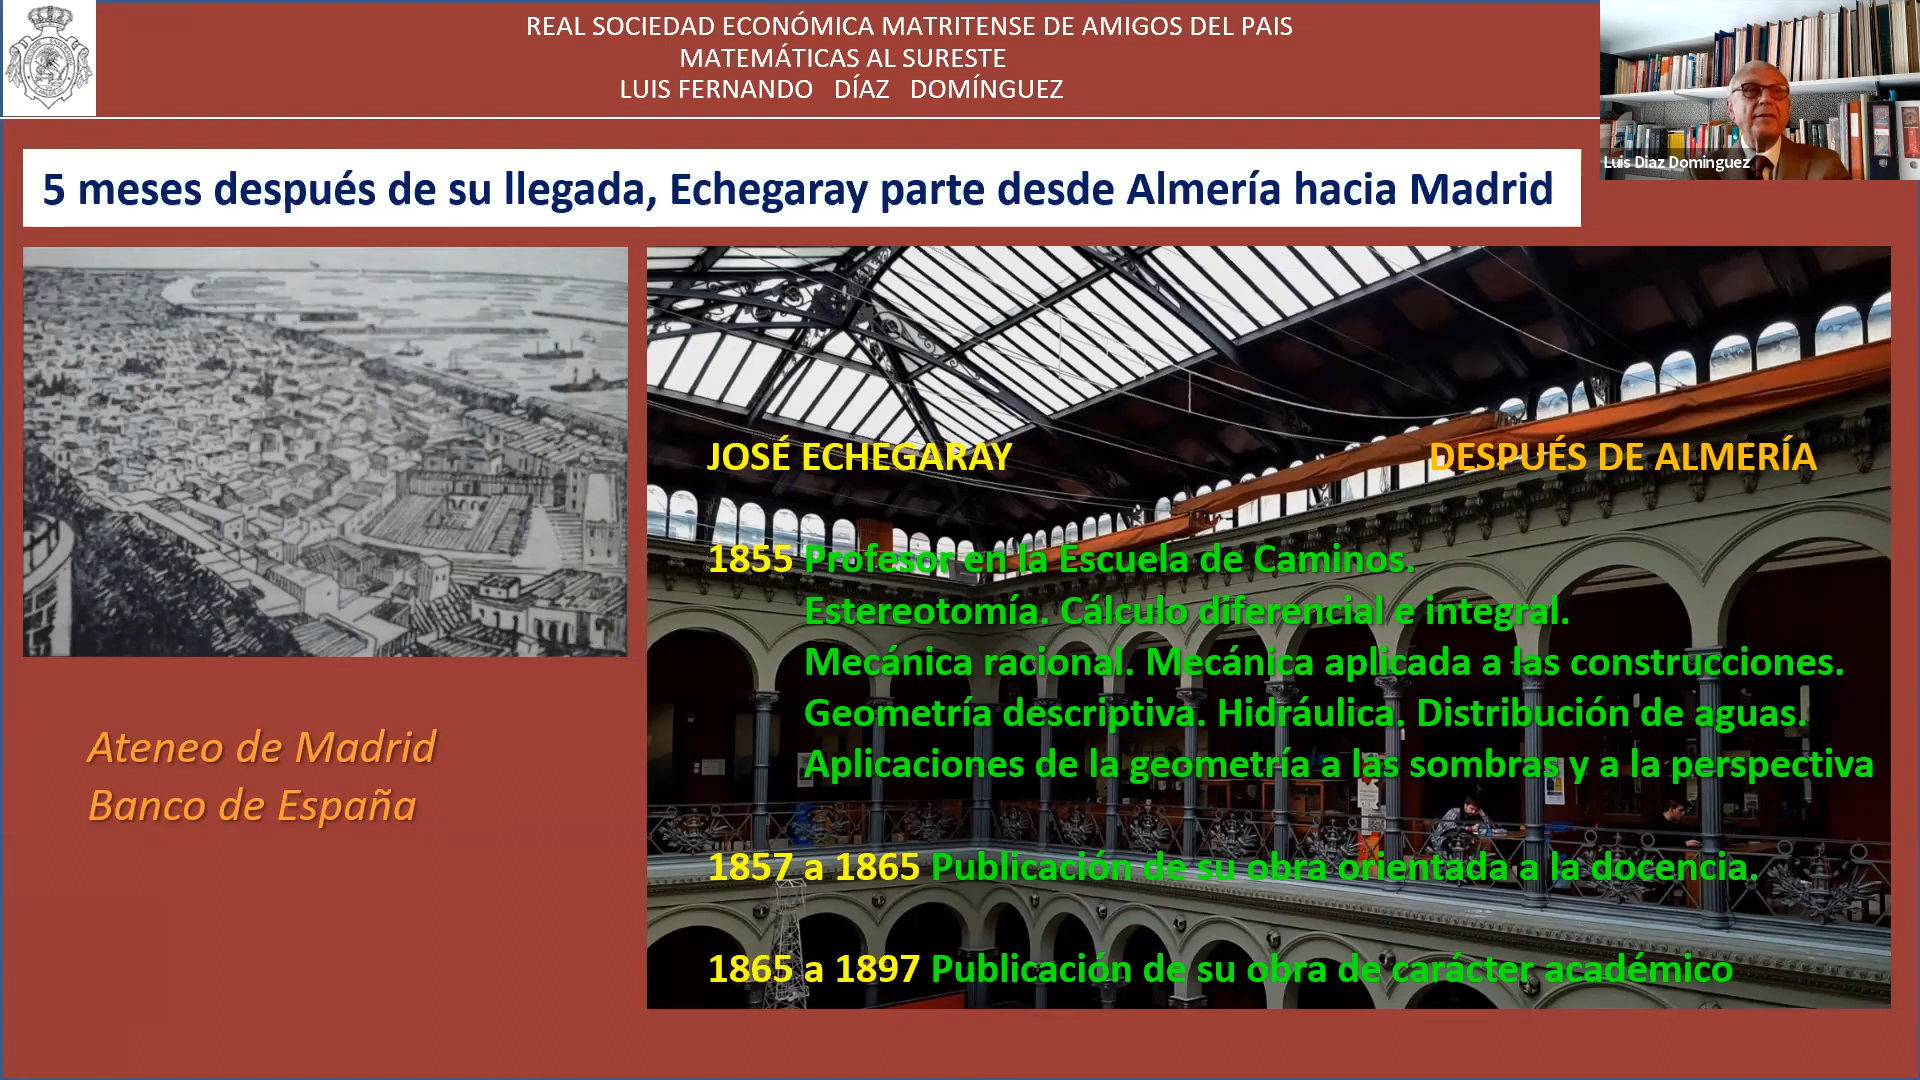 REAL SOCIEDAD ECONÓMICA MATRITENSE DE AMIGOS DEL PAIS
MATEMÁTICAS AL SURESTE
LUIS FERNANDO DÍAZ DOMÍNGUEZ
Luis Diaz Dominguez
5 meses después de su llegada, Echegaray parte desde Almería hacia Madrid
JOSÉ ECHEGARAY DESPUÉS DE ALMERÍA
1855 Profesor en la Escuela de Caminos.
Estereotomía. Cálculo diferencial e integral.
Mecánica racional. Mecánica aplicada a las construcciones.
Geometría descriptiva. Hidráulica. Distribución de aguas.
Aplicaciones de la geometría a las sombras y a la perspectiva
1857 a 1865 Publicación de su obra orientada a la docencia.
1865 a 1897 Publicación de su obra de carácter académico
Ateneo de Madrid
Banco de España